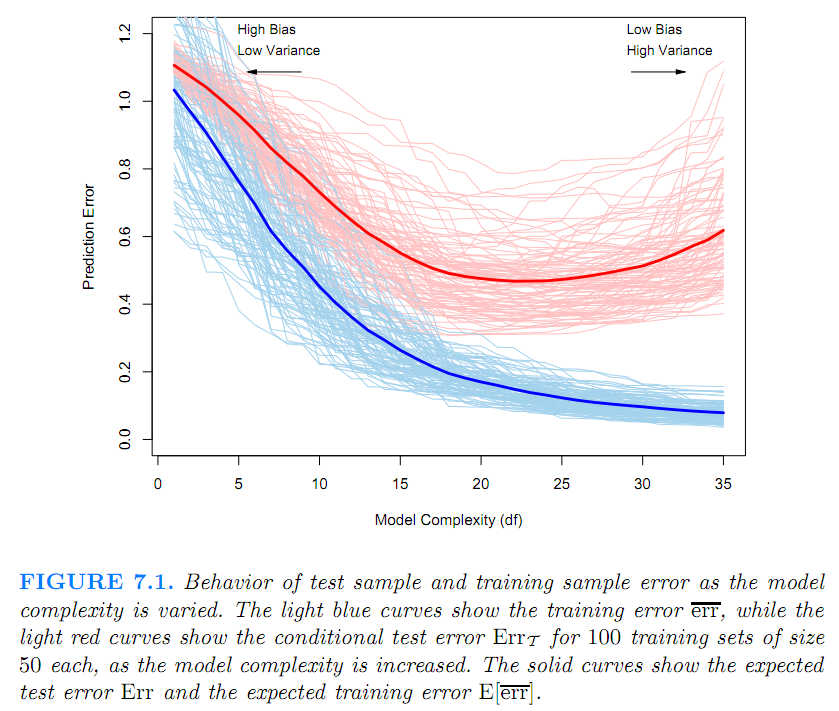 High Bias
Low Variance
Low Bias
High Variance
Prediction Error
0.0
0.2
0.4
0.6
0.8
1.0
1.2
0 5 10 15 20 25 30 35
Model Complexity (df)
FIGURE 7.1. Behavior of test sample and training sample error as the model
complexity is varied. The light blue curves show the training error e̅r̅r̅, while the
light red curves show the conditional test error Err_𝒯 for 100 training sets of size
50 each, as the model complexity is increased. The solid curves show the expected
test error Err and the expected training error E[e̅r̅r̅].